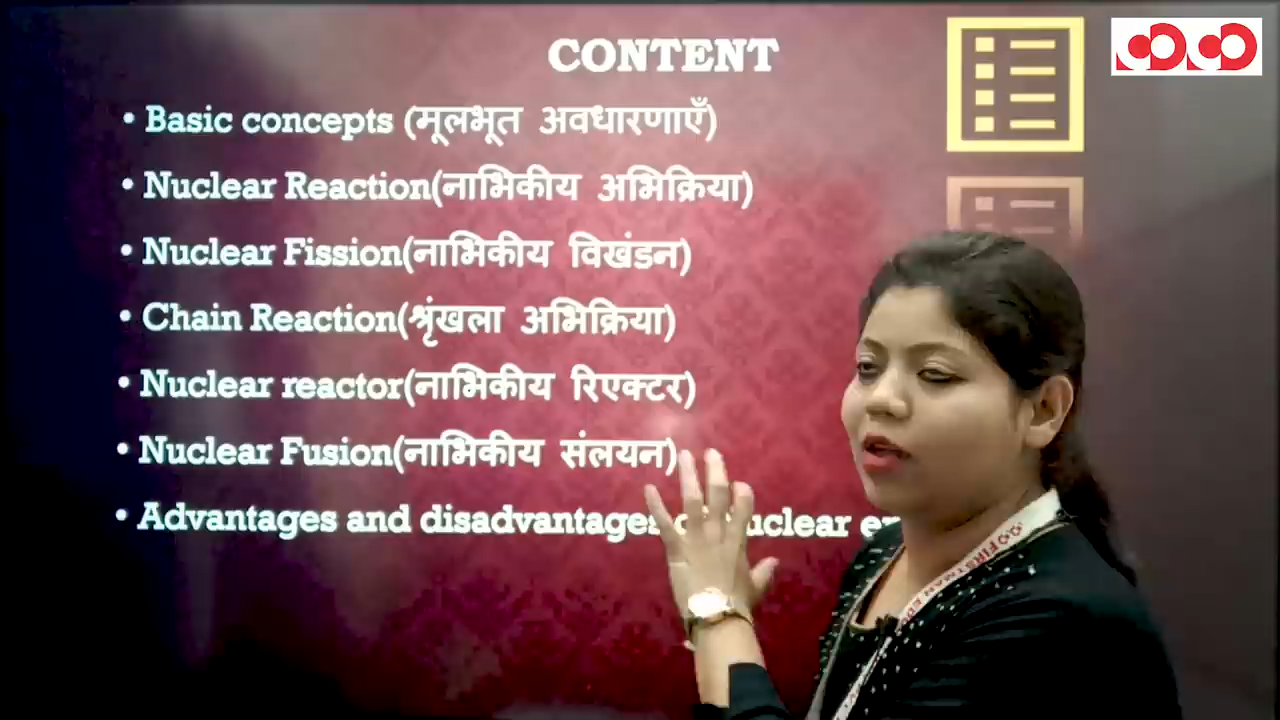 CONTENT
• Basic concepts (मूलभूत अवधारणाएँ)
• Nuclear Reaction(नाभिकीय अभिक्रिया)
• Nuclear Fission(नाभिकीय विखंडन)
• Chain Reaction(श्रृंखला अभिक्रिया)
• Nuclear reactor(नाभिकीय रिएक्टर)
• Nuclear Fusion(नाभिकीय संलयन)
• Advantages and disadvantages
FIRSTMAN